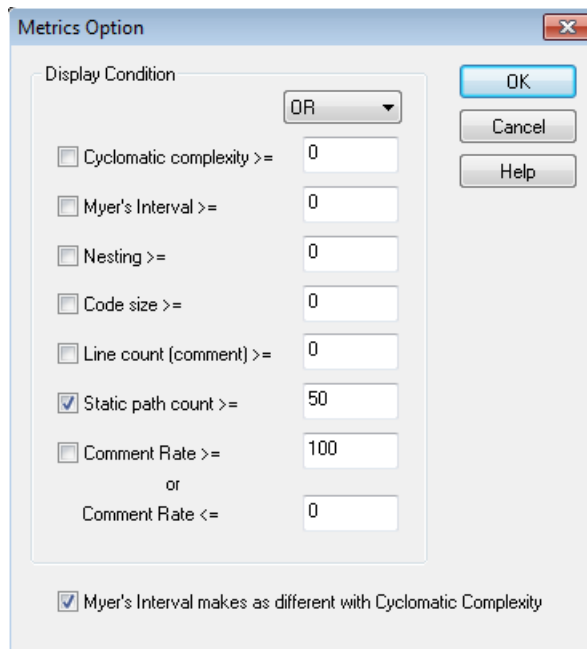 Metrics Option
Display Condition
OR
OK
Cancel
Help
Cyclomatic complexity >= 0
Myer's Interval >= 0
Nesting >= 0
Code size >= 0
Line count (comment) >= 0
Static path count >= 50
Comment Rate >= 100
or
Comment Rate <= 0
Myer's Interval makes as different with Cyclomatic Complexity